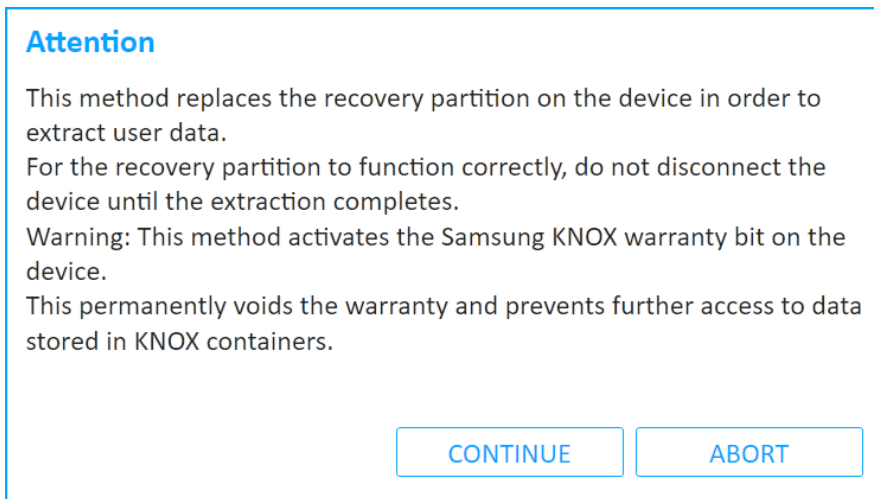 Attention
This method replaces the recovery partition on the device in order to
extract user data.
For the recovery partition to function correctly, do not disconnect the
device until the extraction completes.
Warning: This method activates the Samsung KNOX warranty bit on the
device.
This permanently voids the warranty and prevents further access to data
stored in KNOX containers.
CONTINUE
ABORT